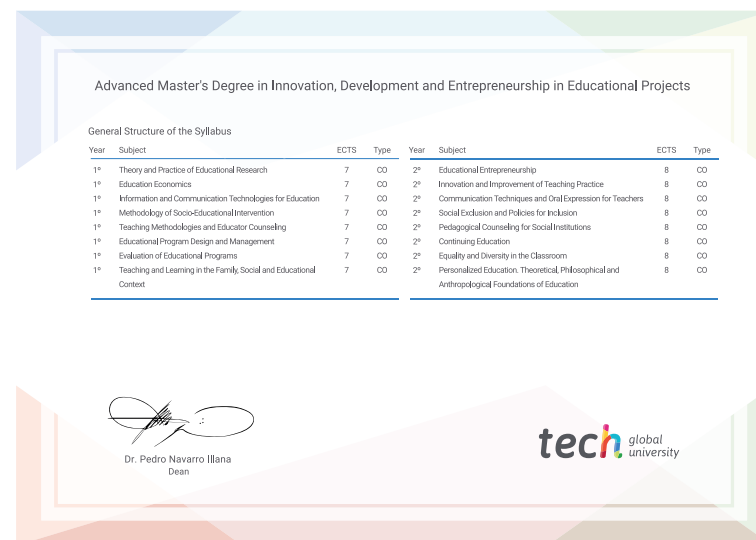 Advanced Master's Degree in Innovation, Development and Entrepreneurship in Educational Projects
General Structure of the Syllabus
Year Subject ECTS Type
1º Theory and Practice of Educational Research 7 CO
1º Education Economics 7 CO
1º Information and Communication Technologies for Education 7 CO
1º Methodology of Socio-Educational Intervention 7 CO
1º Teaching Methodologies and Educator Counseling 7 CO
1º Educational Program Design and Management 7 CO
1º Evaluation of Educational Programs 7 CO
1º Teaching and Learning in the Family, Social and Educational 7 CO
Context
Year Subject ECTS Type
2º Educational Entrepreneurship 8 CO
2º Innovation and Improvement of Teaching Practice 8 CO
2º Communication Techniques and Oral Expression for Teachers 8 CO
2º Social Exclusion and Policies for Inclusion 8 CO
2º Pedagogical Counseling for Social Institutions 8 CO
2º Continuing Education 8 CO
2º Equality and Diversity in the Classroom 8 CO
2º Personalized Education. Theoretical, Philosophical and 8 CO
Anthropological Foundations of Education
Dr. Pedro Navarro Illana
Dean
tech global
university